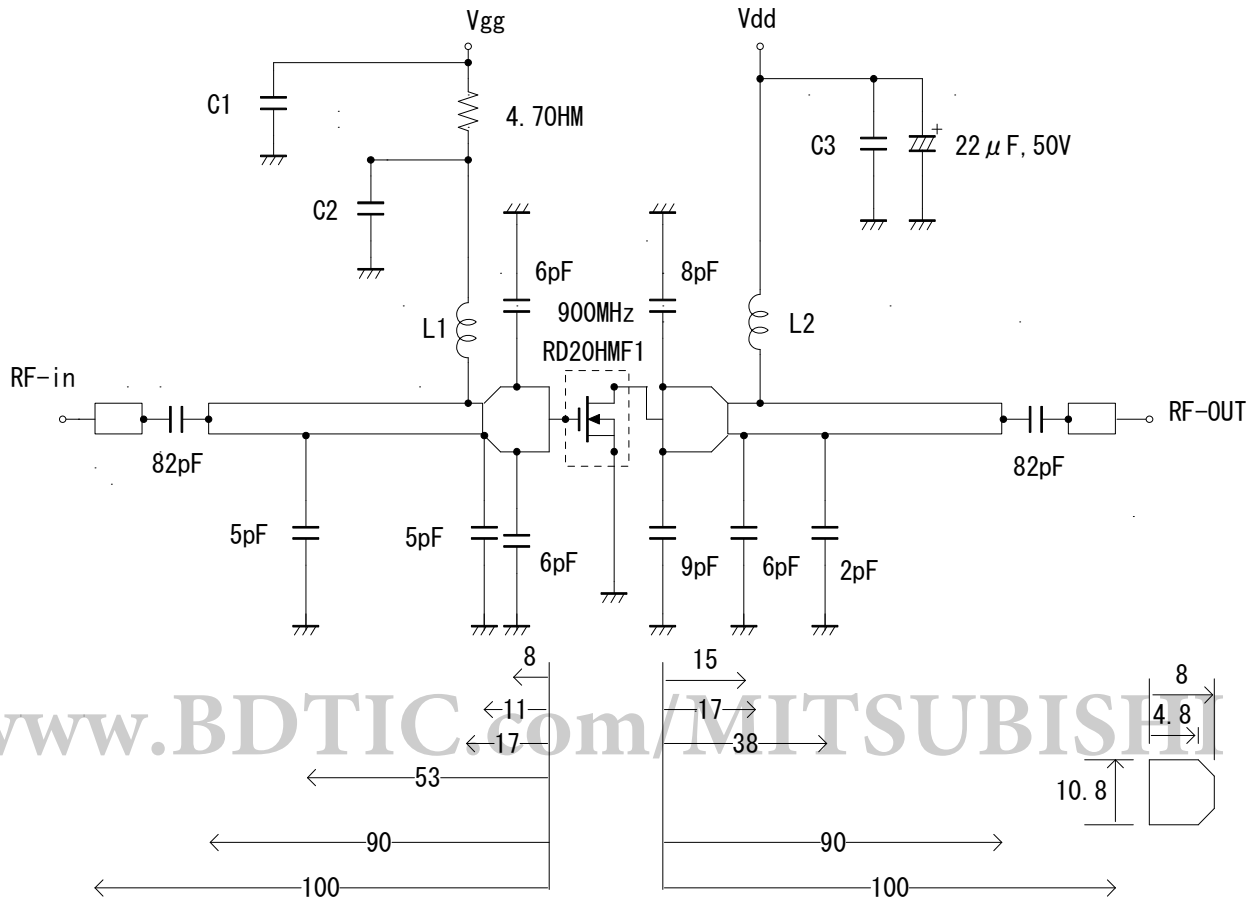 Vgg
Vdd
C1
4.7OHM
C3
+
22μF,50V
C2
6pF
8pF
L1
900MHz
L2
RD20HMF1
RF-in
RF-OUT
82pF
82pF
5pF
5pF
6pF
9pF
6pF
2pF
8
15
8
11
17
4.8
17
38
www.BDTIC.com/MITSUBISHI
53
10.8
90
90
100
100